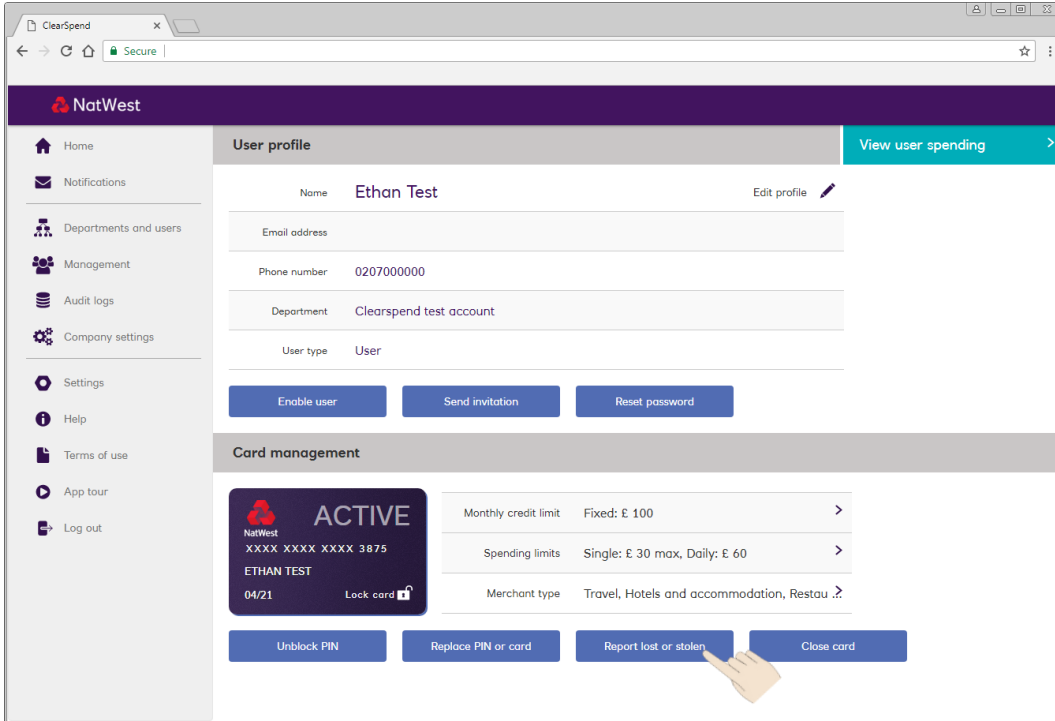 ClearSpend
Secure
NatWest
Home
Notifications
Departments and users
Management
Audit logs
Company settings
Settings
Help
Terms of use
App tour
Log out
User profile
View user spending
Name Ethan Test Edit profile
Email address
Phone number 0207000000
Department Clearspend test account
User type User
Enable user Send invitation Reset password
Card management
ACTIVE
NatWest
XXXX XXXX XXXX 3875
ETHAN TEST
04/21 Lock card
Monthly credit limit Fixed: £ 100
Spending limits Single: £ 30 max, Daily: £ 60
Merchant type Travel, Hotels and accommodation, Restau ..
Unblock PIN Replace PIN or card Report lost or stolen Close card